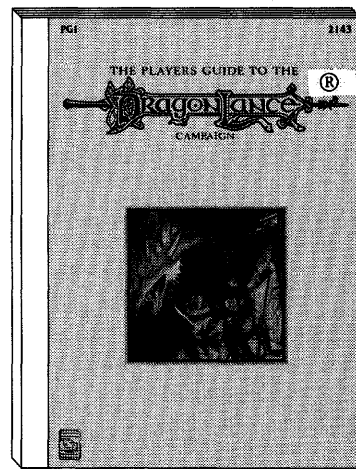 PG1 2143
THE PLAYERS GUIDE TO THE
DRAGONLANCE ®
CAMPAIGN